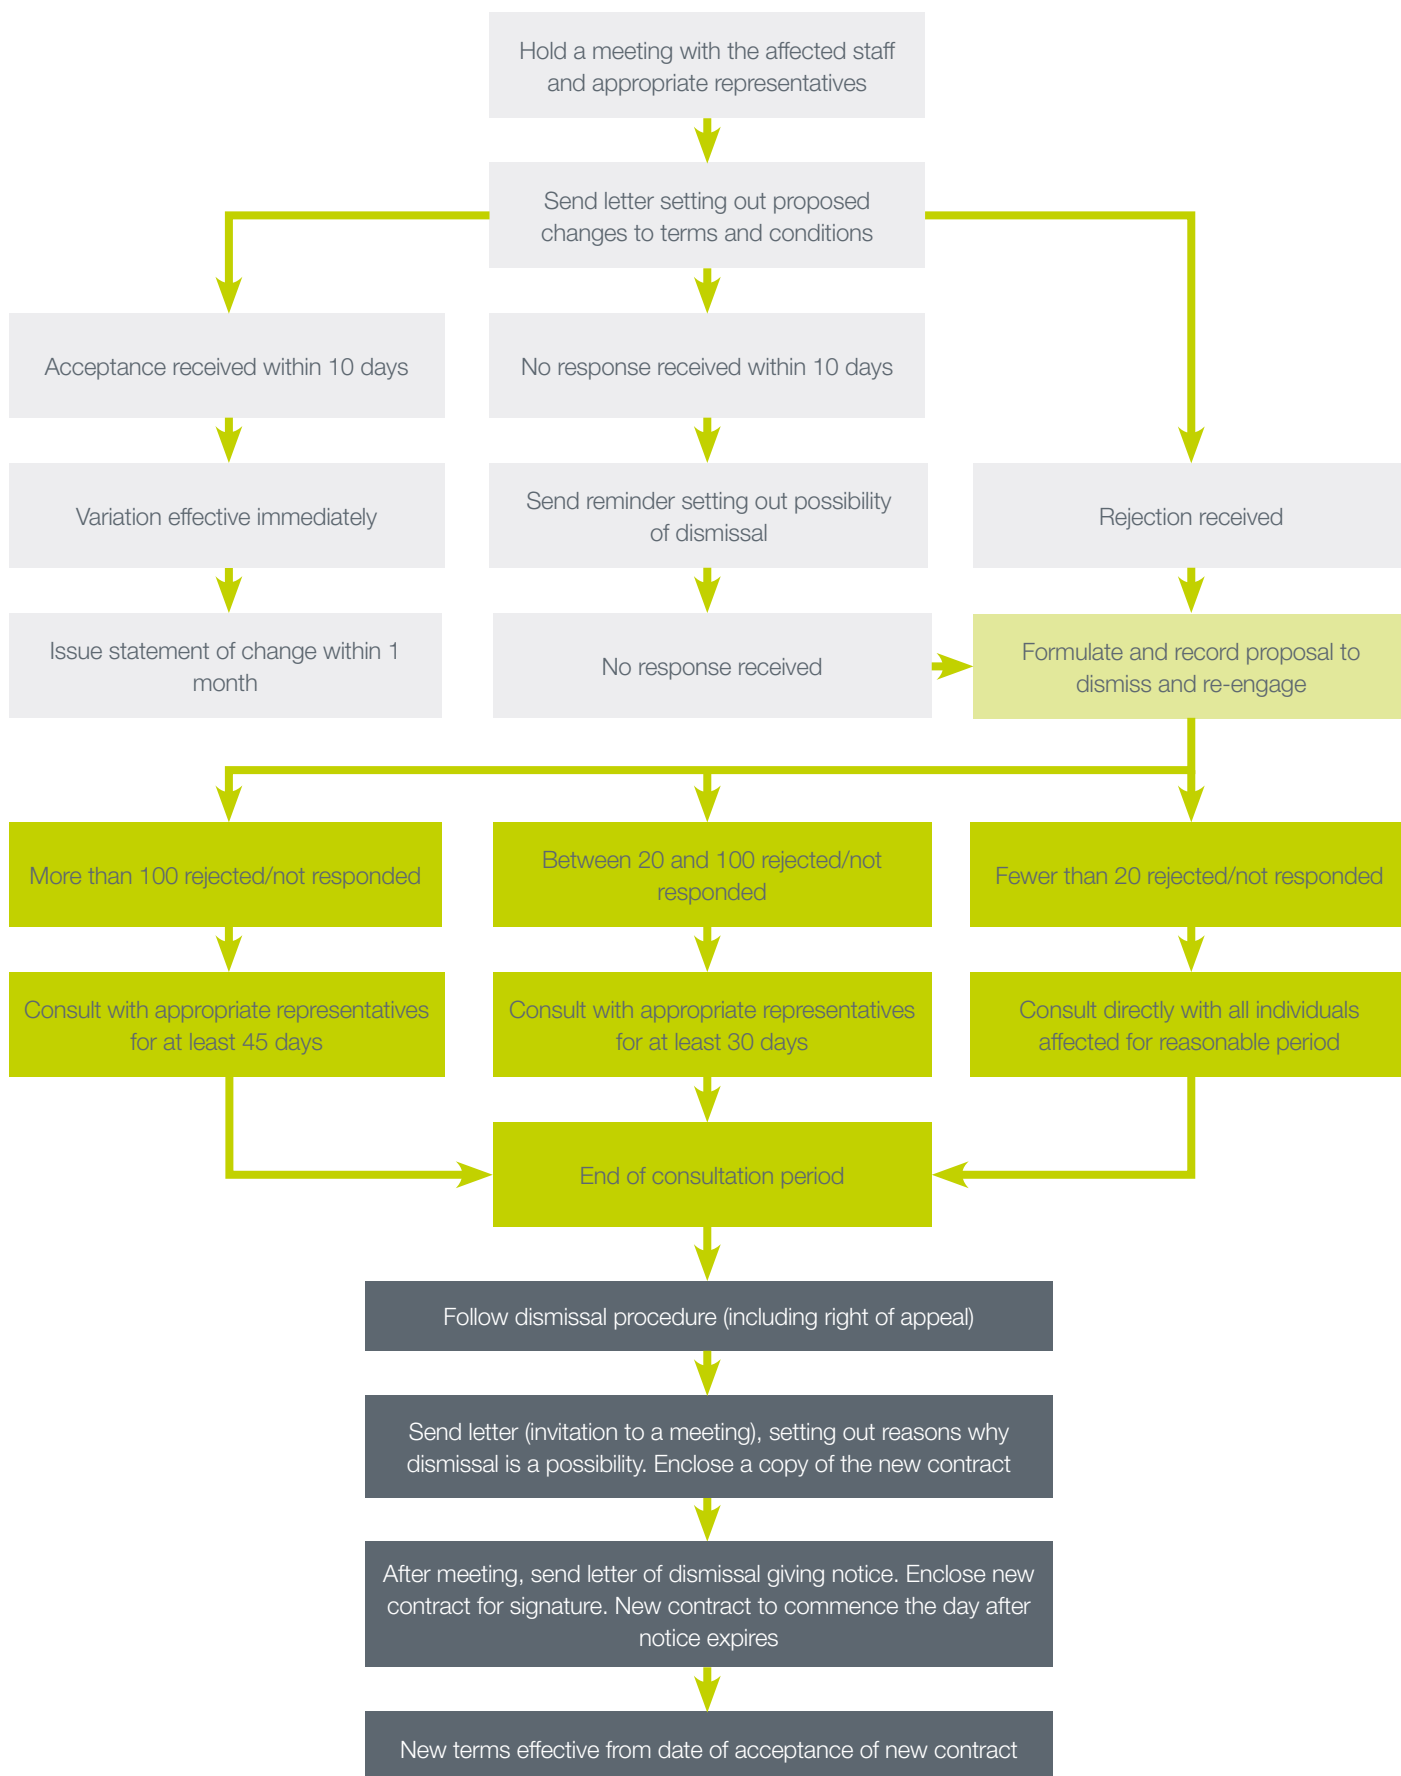 Hold a meeting with the affected staff
and appropriate representatives
Send letter setting out proposed
changes to terms and conditions
Acceptance received within 10 days
No response received within 10 days
Variation effective immediately
Send reminder setting out possibility
of dismissal
Rejection received
Issue statement of change within 1
month
No response received
Formulate and record proposal to
dismiss and re-engage
More than 100 rejected/not responded
Between 20 and 100 rejected/not
responded
Fewer than 20 rejected/not responded
Consult with appropriate representatives
for at least 45 days
Consult with appropriate representatives
for at least 30 days
Consult directly with all individuals
affected for reasonable period
End of consultation period
Follow dismissal procedure (including right of appeal)
Send letter (invitation to a meeting), setting out reasons why
dismissal is a possibility. Enclose a copy of the new contract
After meeting, send letter of dismissal giving notice. Enclose new
contract for signature. New contract to commence the day after
notice expires
New terms effective from date of acceptance of new contract